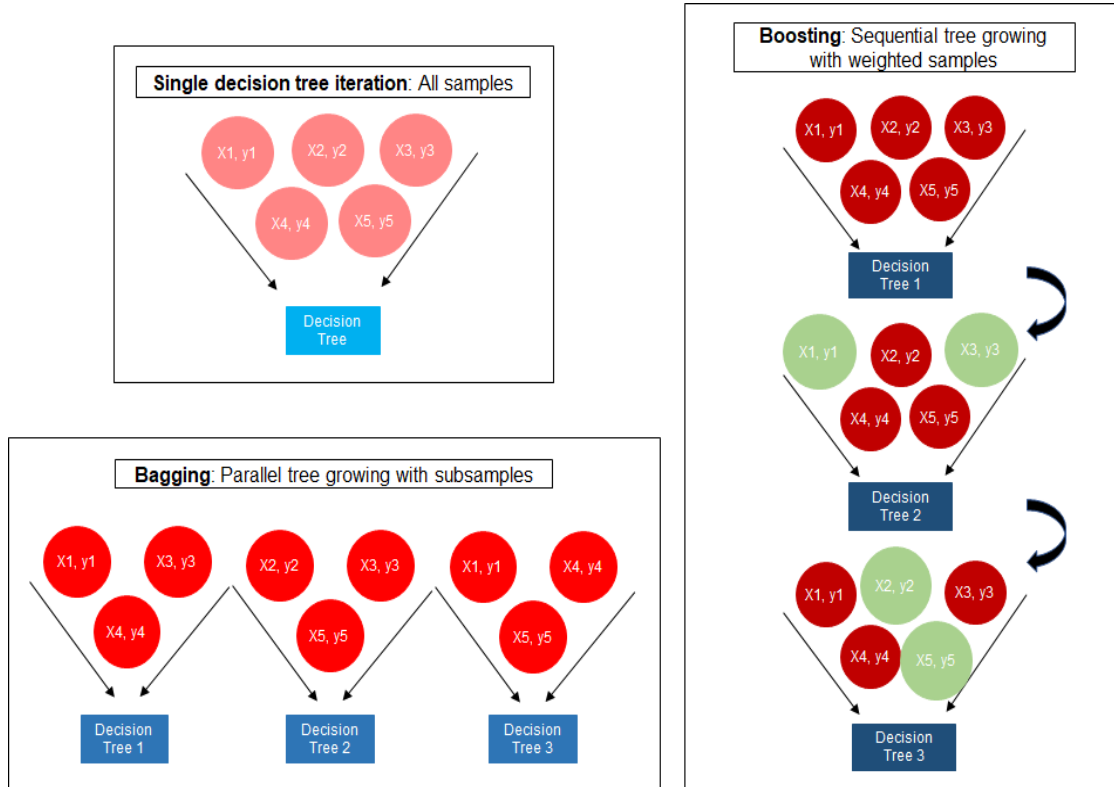 Single decision tree iteration: All samples
X1, y1
X2, y2
X3, y3
X4, y4
X5, y5
Decision
Tree
Bagging: Parallel tree growing with subsamples
X1, y1
X3, y3
X4, y4
Decision
Tree 1
X2, y2
X3, y3
X5, y5
Decision
Tree 2
X1, y1
X4, y4
X5, y5
Decision
Tree 3
Boosting: Sequential tree growing
with weighted samples
X1, y1
X2, y2
X3, y3
X4, y4
X5, y5
Decision
Tree 1
X1, y1
X2, y2
X3, y3
X4, y4
X5, y5
Decision
Tree 2
X1, y1
X2, y2
X3, y3
X4, y4
X5, y5
Decision
Tree 3